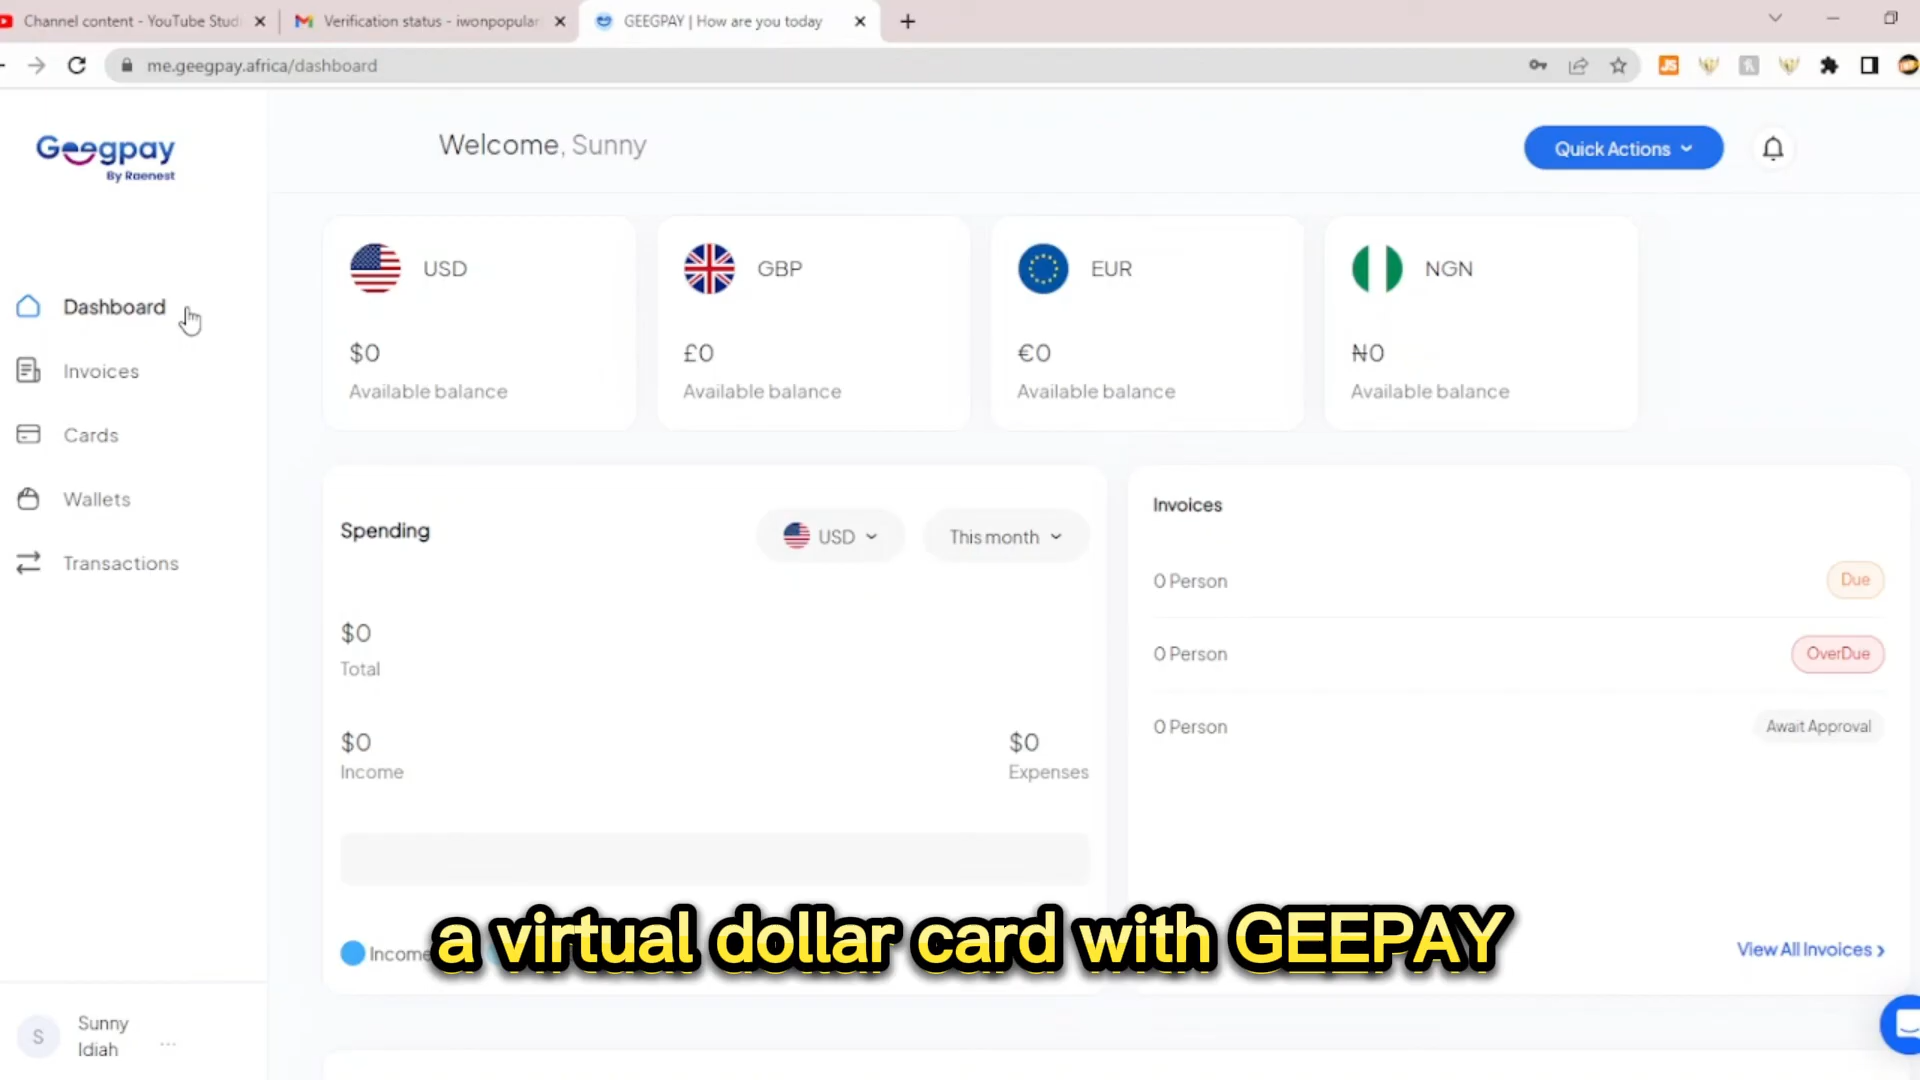 Channel content - YouTube Studi
Verification status - iwonpopular
GEEGPAY | How are you today
me.geegpay.africa/dashboard
Geegpay
By Raenest
Welcome, Sunny
Quick Actions
Dashboard
Invoices
Cards
Wallets
Transactions
USD
$0
Available balance
GBP
£0
Available balance
EUR
€0
Available balance
NGN
₦0
Available balance
Spending
USD
This month
$0
Total
$0
Income
$0
Expenses
Income
Invoices
0 Person
Due
0 Person
OverDue
0 Person
Await Approval
View All Invoices
a virtual dollar card with GEEPAY
S
Sunny
Idiah
...
JS